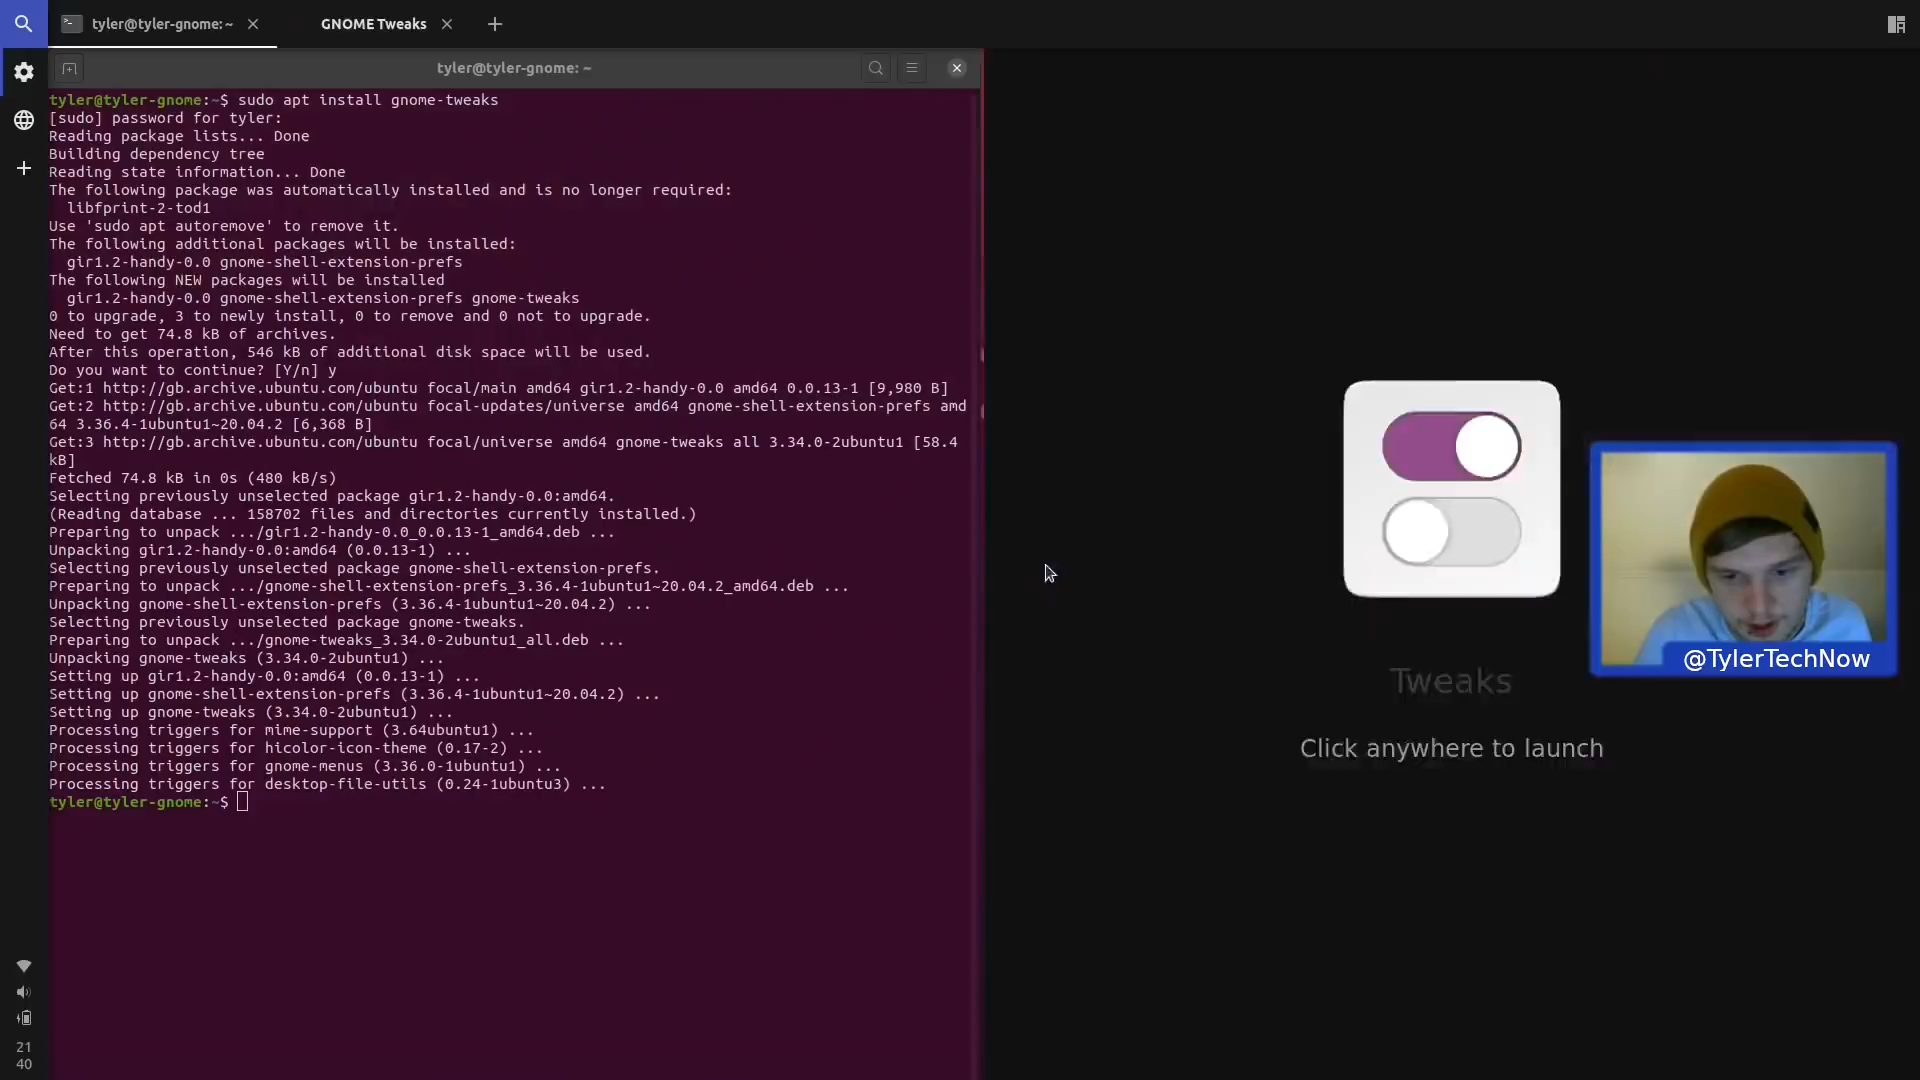 tyler@tyler-gnome: ~
GNOME Tweaks
tyler@tyler-gnome: ~
tyler@tyler-gnome:~$ sudo apt install gnome-tweaks
[sudo] password for tyler:
Reading package lists... Done
Building dependency tree
Reading state information... Done
The following package was automatically installed and is no longer required:
libfprint-2-tod1
Use 'sudo apt autoremove' to remove it.
The following additional packages will be installed:
gir1.2-handy-0.0 gnome-shell-extension-prefs
The following NEW packages will be installed
gir1.2-handy-0.0 gnome-shell-extension-prefs gnome-tweaks
0 to upgrade, 3 to newly install, 0 to remove and 0 not to upgrade.
Need to get 74.8 kB of archives.
After this operation, 546 kB of additional disk space will be used.
Do you want to continue? [Y/n] y
Get:1 http://gb.archive.ubuntu.com/ubuntu focal/main amd64 gir1.2-handy-0.0 amd64 0.0.13-1 [9,980 B]
Get:2 http://gb.archive.ubuntu.com/ubuntu focal-updates/universe amd64 gnome-shell-extension-prefs amd
64 3.36.4-1ubuntu1~20.04.2 [6,368 B]
Get:3 http://gb.archive.ubuntu.com/ubuntu focal/universe amd64 gnome-tweaks all 3.34.0-2ubuntu1 [58.4
kB]
Fetched 74.8 kB in 0s (480 kB/s)
Selecting previously unselected package gir1.2-handy-0.0:amd64.
(Reading database ... 158702 files and directories currently installed.)
Preparing to unpack .../gir1.2-handy-0.0_0.0.13-1_amd64.deb ...
Unpacking gir1.2-handy-0.0:amd64 (0.0.13-1) ...
Selecting previously unselected package gnome-shell-extension-prefs.
Preparing to unpack .../gnome-shell-extension-prefs_3.36.4-1ubuntu1~20.04.2_amd64.deb ...
Unpacking gnome-shell-extension-prefs (3.36.4-1ubuntu1~20.04.2) ...
Selecting previously unselected package gnome-tweaks.
Preparing to unpack .../gnome-tweaks_3.34.0-2ubuntu1_all.deb ...
Unpacking gnome-tweaks (3.34.0-2ubuntu1) ...
Setting up gir1.2-handy-0.0:amd64 (0.0.13-1) ...
Setting up gnome-shell-extension-prefs (3.36.4-1ubuntu1~20.04.2) ...
Setting up gnome-tweaks (3.34.0-2ubuntu1) ...
Processing triggers for mime-support (3.64ubuntu1) ...
Processing triggers for hicolor-icon-theme (0.17-2) ...
Processing triggers for gnome-menus (3.36.0-1ubuntu1) ...
Processing triggers for desktop-file-utils (0.24-1ubuntu3) ...
tyler@tyler-gnome:~$
@TylerTechNow
Tweaks
Click anywhere to launch
21
40